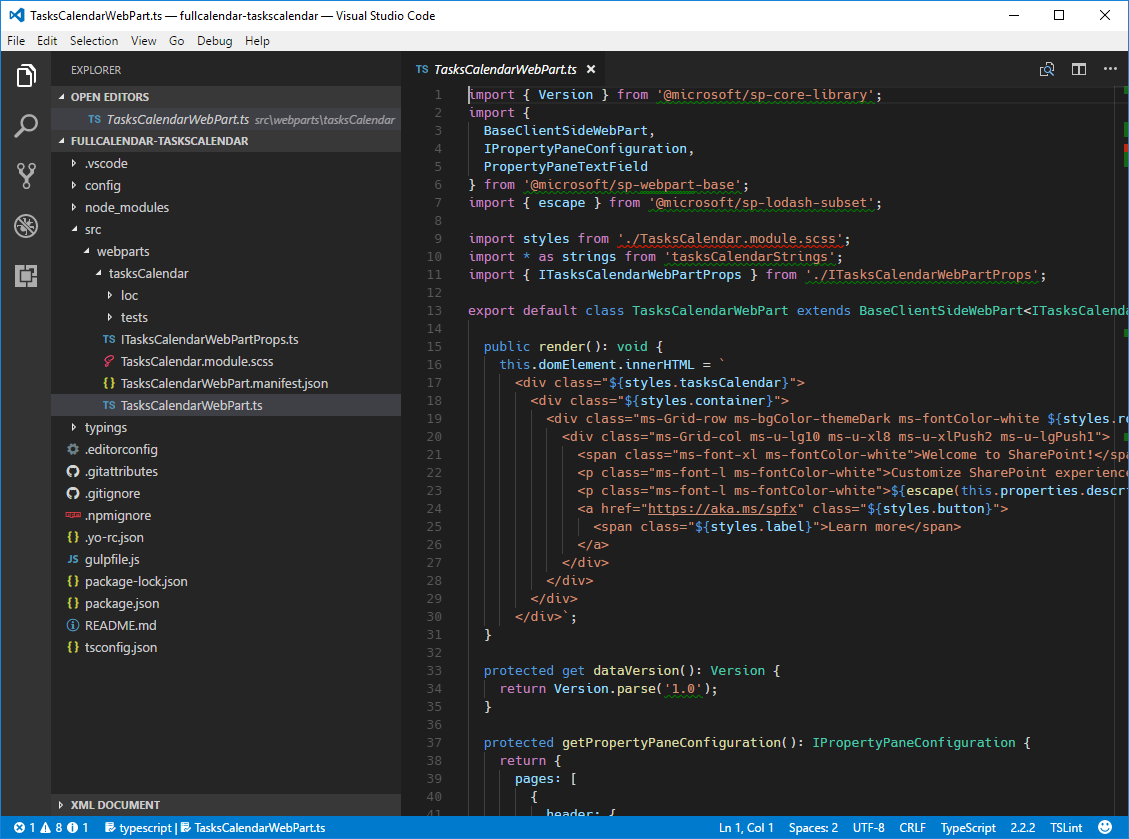 TasksCalendarWebPart.ts — fullcalendar-taskscalendar — Visual Studio Code
File Edit Selection View Go Debug Help
EXPLORER
OPEN EDITORS
TS TasksCalendarWebPart.ts src\webparts\tasksCalendar
FULLCALENDAR-TASKSCALENDAR
.vscode
config
node_modules
src
webparts
tasksCalendar
loc
tests
TS ITasksCalendarWebPartProps.ts
TasksCalendar.module.scss
{} TasksCalendarWebPart.manifest.json
TS TasksCalendarWebPart.ts
typings
.editorconfig
.gitattributes
.gitignore
npm .npmignore
{} .yo-rc.json
JS gulpfile.js
{} package-lock.json
{} package.json
README.md
{} tsconfig.json
XML DOCUMENT
TS TasksCalendarWebPart.ts
1 import { Version } from '@microsoft/sp-core-library';
2 import {
3 BaseClientSideWebPart,
4 IPropertyPaneConfiguration,
5 PropertyPaneTextField
6 } from '@microsoft/sp-webpart-base';
7 import { escape } from '@microsoft/sp-lodash-subset';
8
9 import styles from './TasksCalendar.module.scss';
10 import * as strings from 'tasksCalendarStrings';
11 import { ITasksCalendarWebPartProps } from './ITasksCalendarWebPartProps';
12
13 export default class TasksCalendarWebPart extends BaseClientSideWebPart<ITasksCalenda
14
15 public render(): void {
16 this.domElement.innerHTML = `
17 <div class="${styles.tasksCalendar}">
18 <div class="${styles.container}">
19 <div class="ms-Grid-row ms-bgColor-themeDark ms-fontColor-white ${styles.ro
20 <div class="ms-Grid-col ms-u-lg10 ms-u-xl8 ms-u-xlPush2 ms-u-lgPush1">
21 <span class="ms-font-xl ms-fontColor-white">Welcome to SharePoint!</spa
22 <p class="ms-font-l ms-fontColor-white">Customize SharePoint experienc
23 <p class="ms-font-l ms-fontColor-white">${escape(this.properties.descri
24 <a href="https://aka.ms/spfx" class="${styles.button}">
25 <span class="${styles.label}">Learn more</span>
26 </a>
27 </div>
28 </div>
29 </div>
30 </div>`;
31 }
32
33 protected get dataVersion(): Version {
34 return Version.parse('1.0');
35 }
36
37 protected getPropertyPaneConfiguration(): IPropertyPaneConfiguration {
38 return {
39 pages: [
40 {
41 header: {
1 8 1 typescript | TasksCalendarWebPart.ts Ln 1, Col 1 Spaces: 2 UTF-8 CRLF TypeScript 2.2.2 TSLint